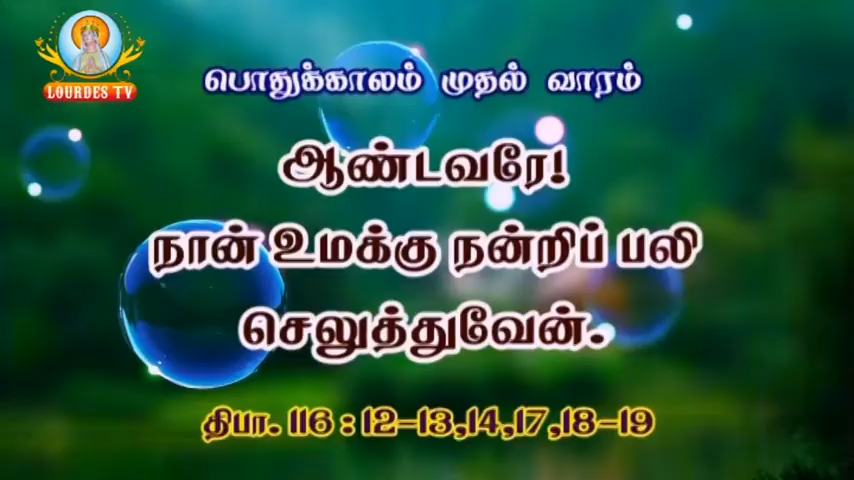 LOURDES TV
பொதுக்காலம் முதல் வாரம்
ஆண்டவரே!
நான் உமக்கு நன்றிப் பலி
செலுத்துவேன்.
திபா. 116 : 12-13,14,17,18-19